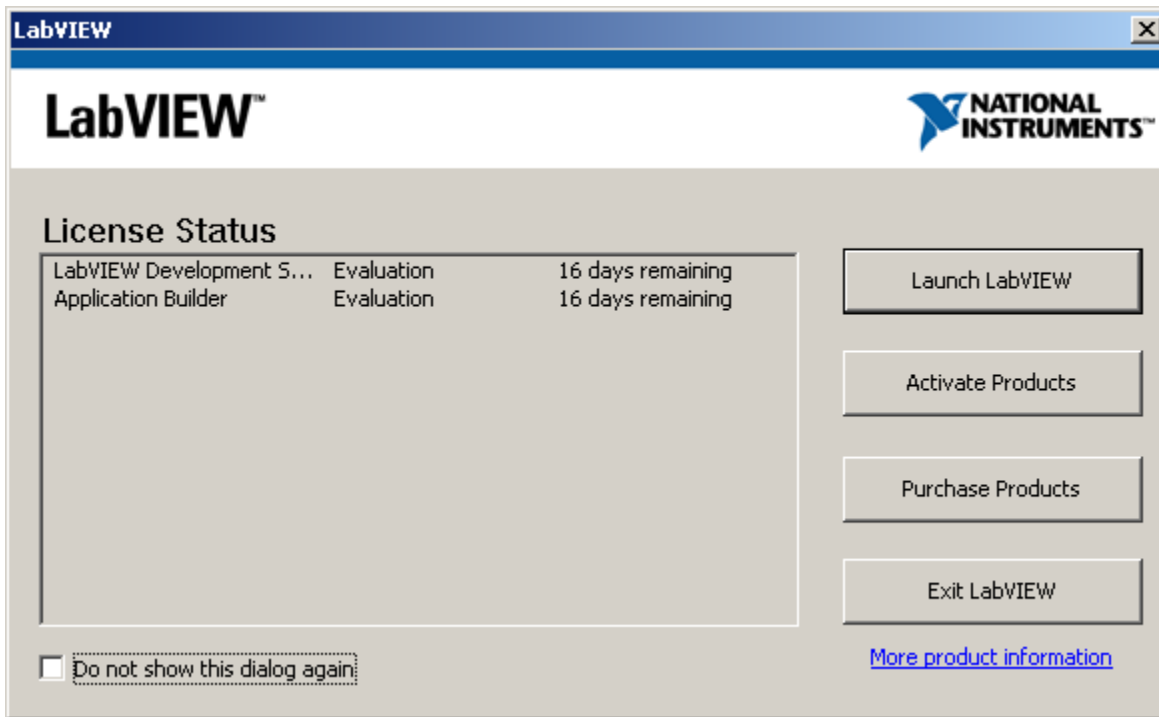 LabVIEW
LabVIEW™
NATIONAL
INSTRUMENTS™
License Status
LabVIEW Development S... Evaluation 16 days remaining
Application Builder Evaluation 16 days remaining
Launch LabVIEW
Activate Products
Purchase Products
Exit LabVIEW
Do not show this dialog again
More product information